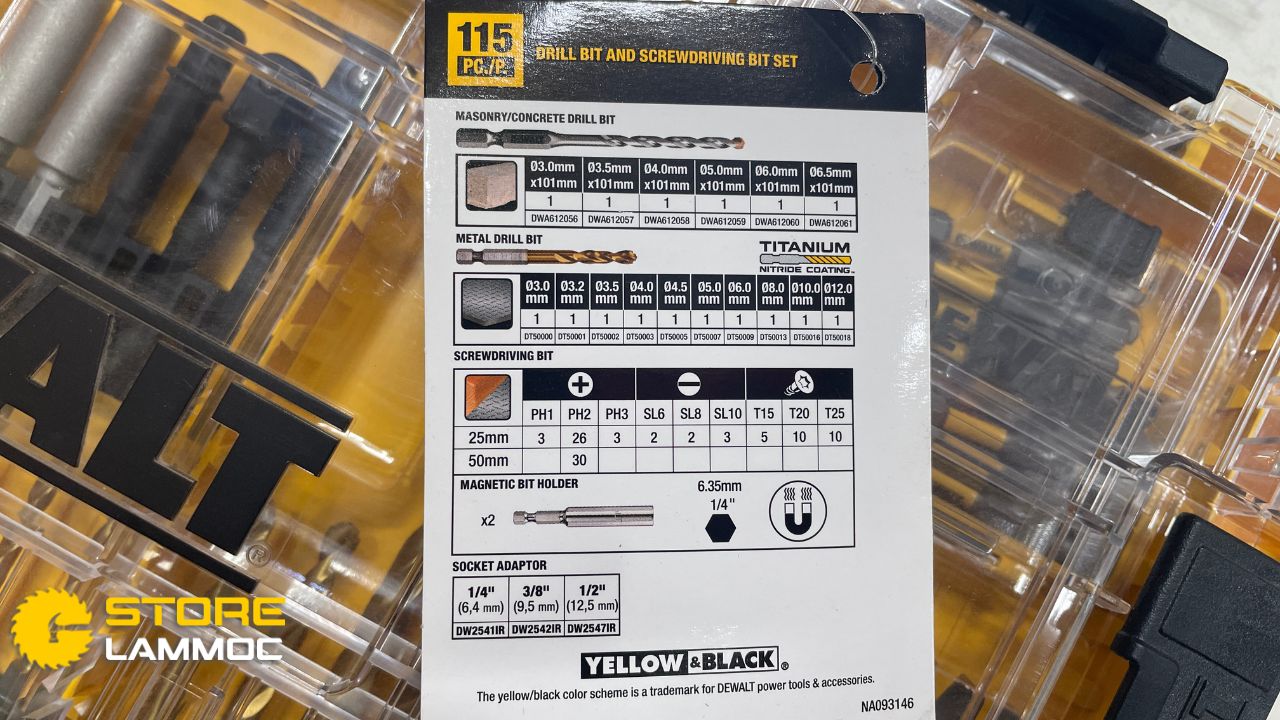 115
PC./P.
DRILL BIT AND SCREWDRIVING BIT SET
MASONRY/CONCRETE DRILL BIT
Ø3.0mm Ø3.5mm Ø4.0mm Ø5.0mm Ø6.0mm Ø6.5mm
x101mm x101mm x101mm x101mm x101mm x101mm
1 1 1 1 1 1
DWA612056 DWA612057 DWA612058 DWA612059 DWA612060 DWA612061
METAL DRILL BIT
TITANIUM
NITRIDE COATING™
Ø3.0 Ø3.2 Ø3.5 Ø4.0 Ø4.5 Ø5.0 Ø6.0 Ø8.0 Ø10.0 Ø12.0
mm mm mm mm mm mm mm mm mm mm
1 1 1 1 1 1 1 1 1 1
DT50000 DT50001 DT50002 DT50003 DT50005 DT50007 DT50009 DT50013 DT50016 DT50018
SCREWDRIVING BIT
PH1 PH2 PH3 SL6 SL8 SL10 T15 T20 T25
25mm 3 26 3 2 2 3 5 10 10
50mm 30
MAGNETIC BIT HOLDER
x2
6.35mm
1/4"
SOCKET ADAPTOR
1/4" 3/8" 1/2"
(6,4 mm) (9,5 mm) (12,5 mm)
DW2541IR DW2542IR DW2547IR
YELLOW & BLACK®
The yellow/black color scheme is a trademark for DEWALT power tools & accessories.
NA093146
WALT®
STORE
LAMMOC